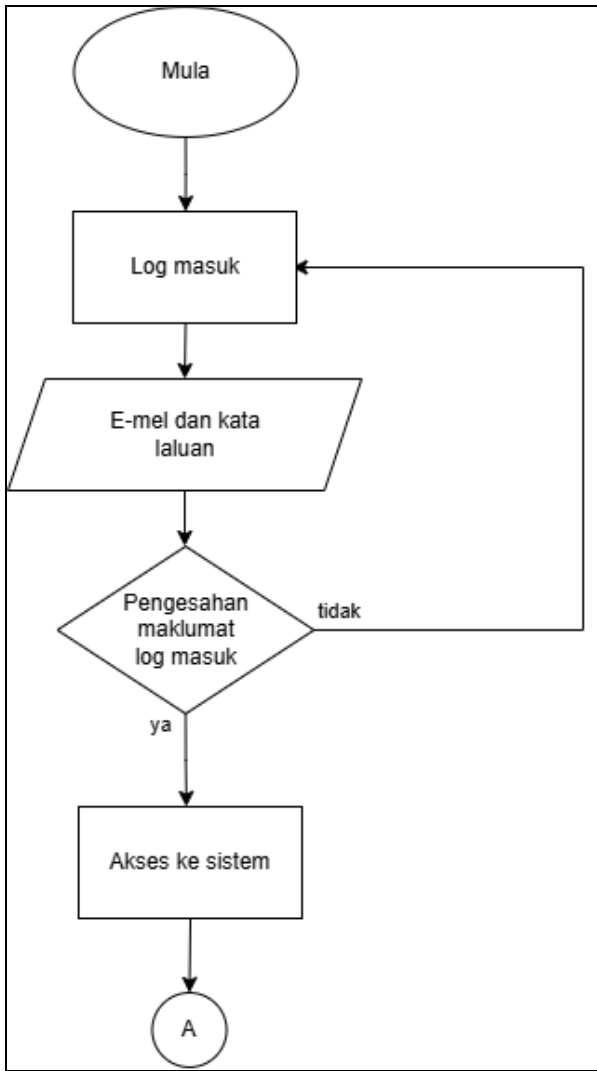 Mula
Log masuk
E-mel dan kata
laluan
Pengesahan
maklumat
log masuk
tidak
ya
Akses ke sistem
A